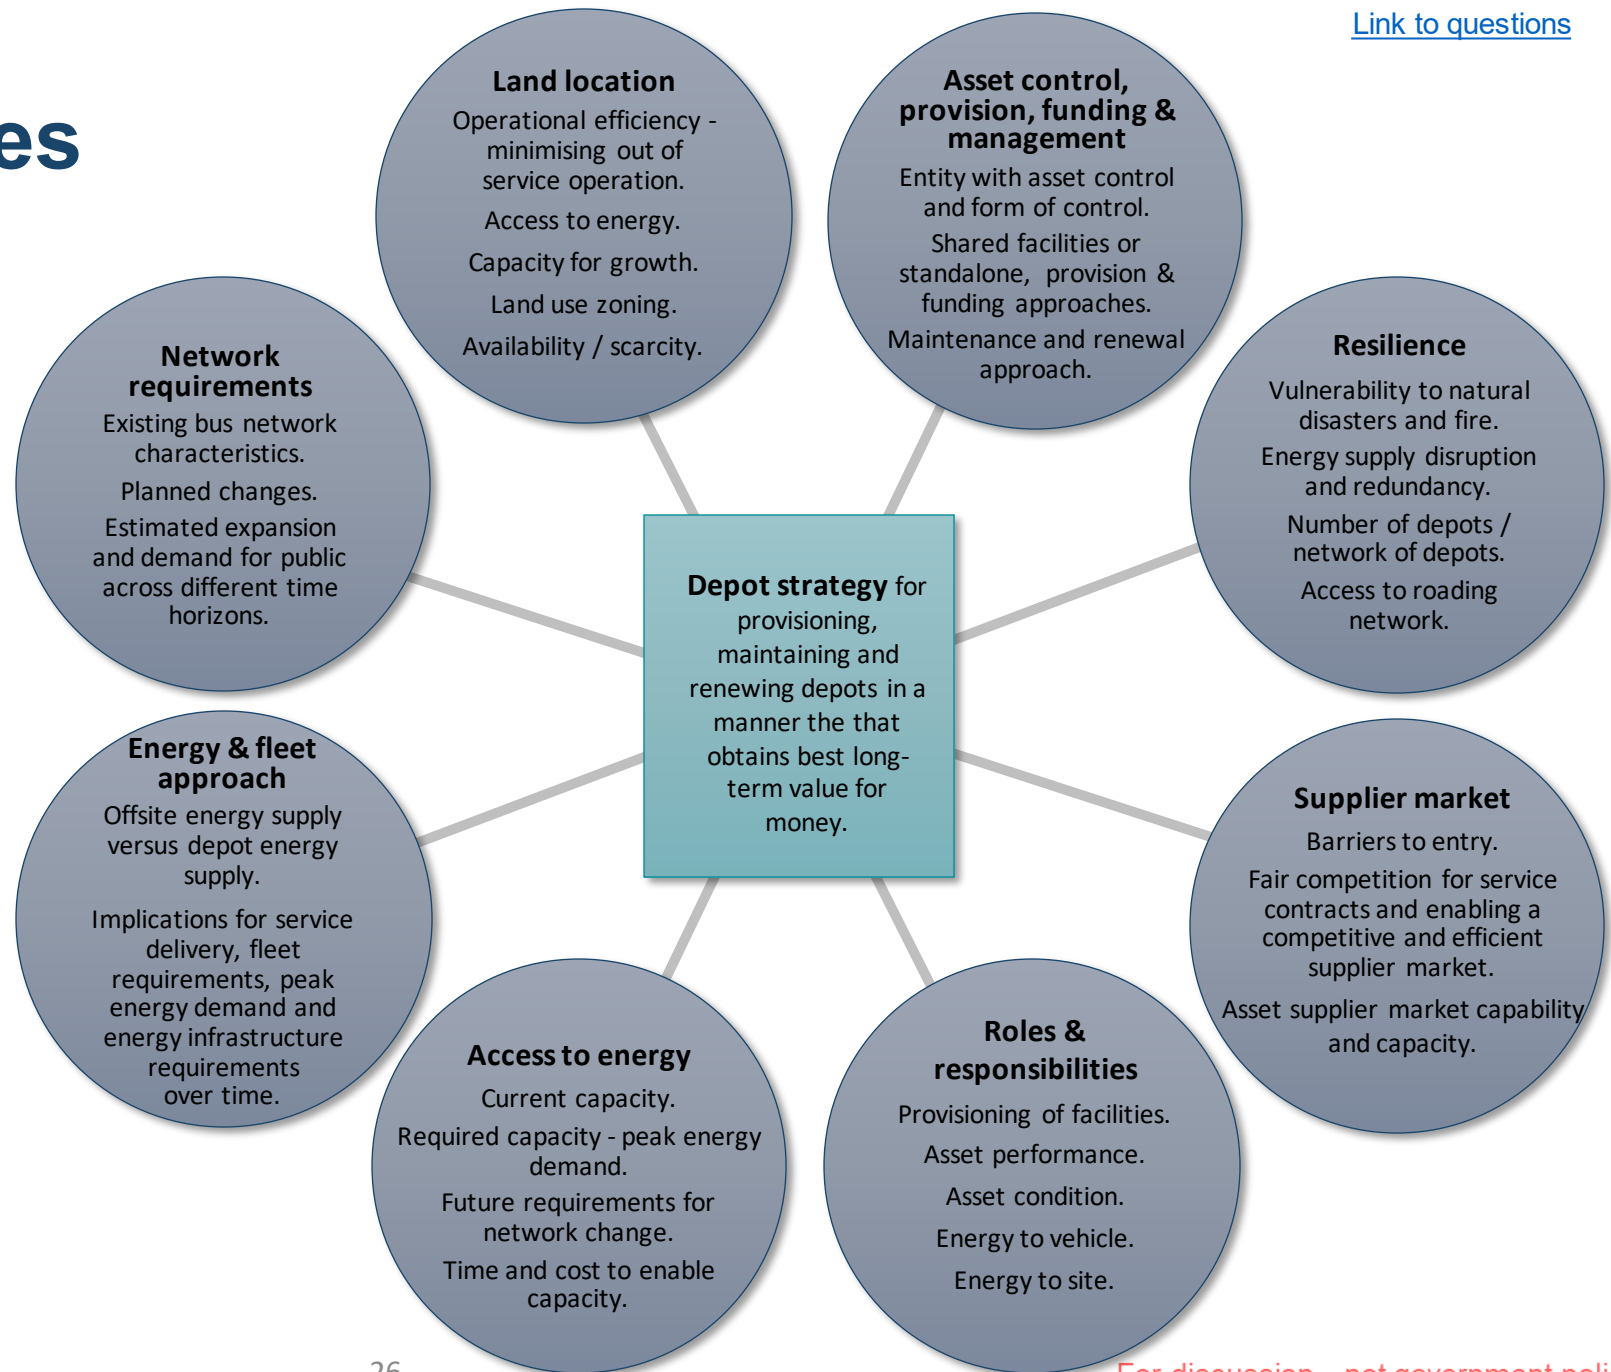 Link to questions
es
Land location
Operational efficiency -
minimising out of
service operation.
Access to energy.
Capacity for growth.
Land use zoning.
Availability / scarcity.
Asset control,
provision, funding &
management
Entity with asset control
and form of control.
Shared facilities or
standalone, provision &
funding approaches.
Maintenance and renewal
approach.
Network
requirements
Existing bus network
characteristics.
Planned changes.
Estimated expansion
and demand for public
across different time
horizons.
Resilience
Vulnerability to natural
disasters and fire.
Energy supply disruption
and redundancy.
Number of depots /
network of depots.
Access to roading
network.
Depot strategy for
provisioning,
maintaining and
renewing depots in a
manner the that
obtains best long-
term value for
money.
Energy & fleet
approach
Offsite energy supply
versus depot energy
supply.
Implications for service
delivery, fleet
requirements, peak
energy demand and
energy infrastructure
requirements
over time.
Supplier market
Barriers to entry.
Fair competition for service
contracts and enabling a
competitive and efficient
supplier market.
Asset supplier market capability
and capacity.
Access to energy
Current capacity.
Required capacity - peak energy
demand.
Future requirements for
network change.
Time and cost to enable
capacity.
Roles &
responsibilities
Provisioning of facilities.
Asset performance.
Asset condition.
Energy to vehicle.
Energy to site.
26
For discussion - not government poli